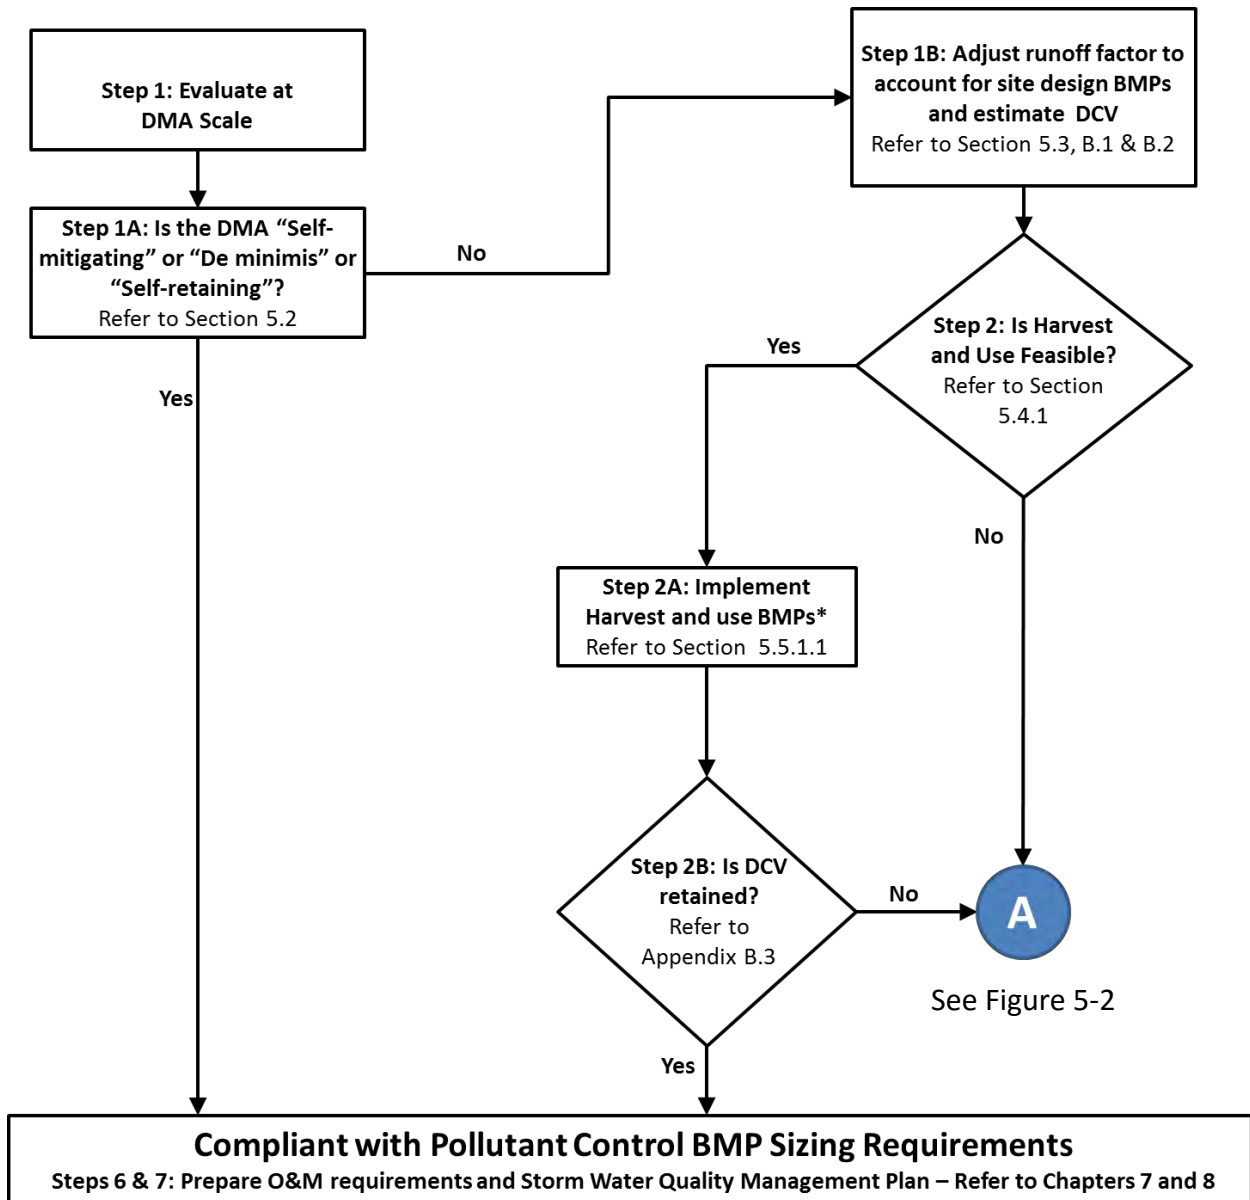 Step 1: Evaluate at
DMA Scale
Step 1A: Is the DMA “Self-
mitigating” or “De minimis” or
“Self-retaining”?
Refer to Section 5.2
No
Yes
Step 1B: Adjust runoff factor to
account for site design BMPs
and estimate DCV
Refer to Section 5.3, B.1 & B.2
Step 2: Is Harvest
and Use Feasible?
Refer to Section
5.4.1
Yes
No
Step 2A: Implement
Harvest and use BMPs*
Refer to Section 5.5.1.1
Step 2B: Is DCV
retained?
Refer to
Appendix B.3
No
A
See Figure 5-2
Yes
Compliant with Pollutant Control BMP Sizing Requirements
Steps 6 & 7: Prepare O&M requirements and Storm Water Quality Management Plan – Refer to Chapters 7 and 8